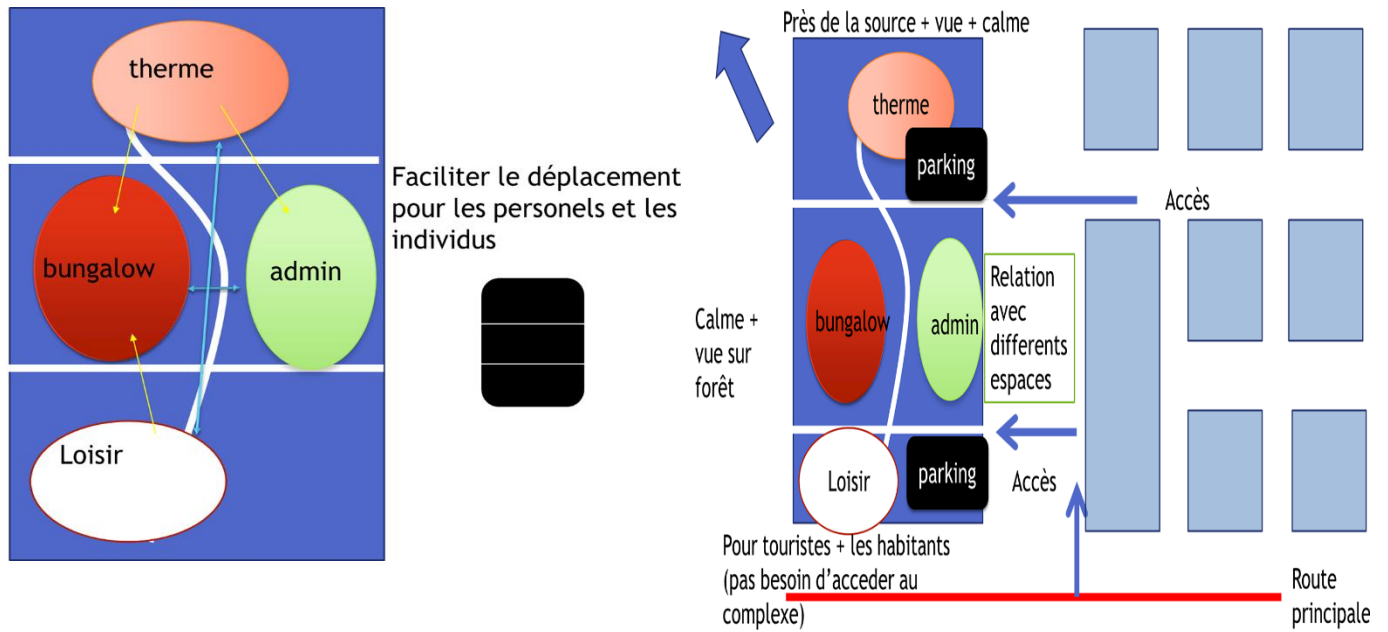 therme
bungalow
admin
Loisir
Faciliter le déplacement
pour les personels et les
individus
Près de la source + vue + calme
therme
parking
Accès
Calme +
vue sur
forêt
bungalow
admin
Relation
avec
differents
espaces
Loisir
parking
Accès
Pour touristes + les habitants
(pas besoin d’acceder au
complexe)
Route
principale